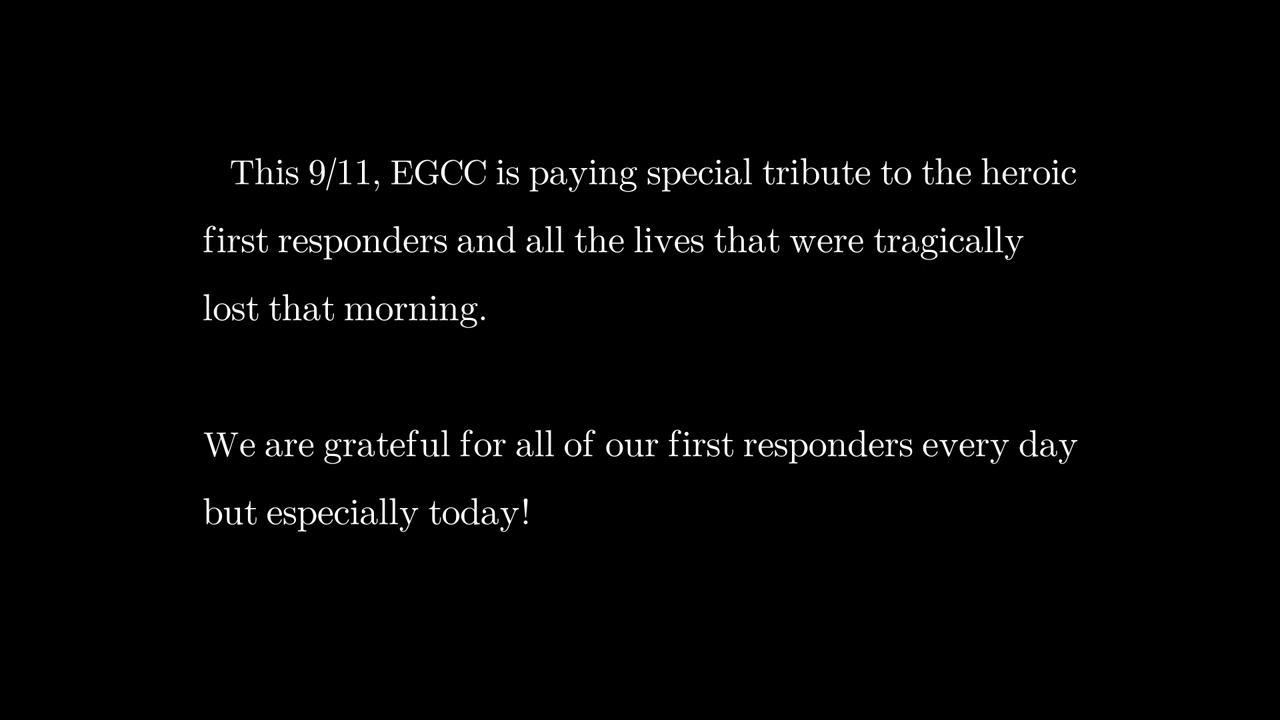 This 9/11, EGCC is paying special tribute to the heroic
first responders and all the lives that were tragically
lost that morning.
We are grateful for all of our first responders every day
but especially today!